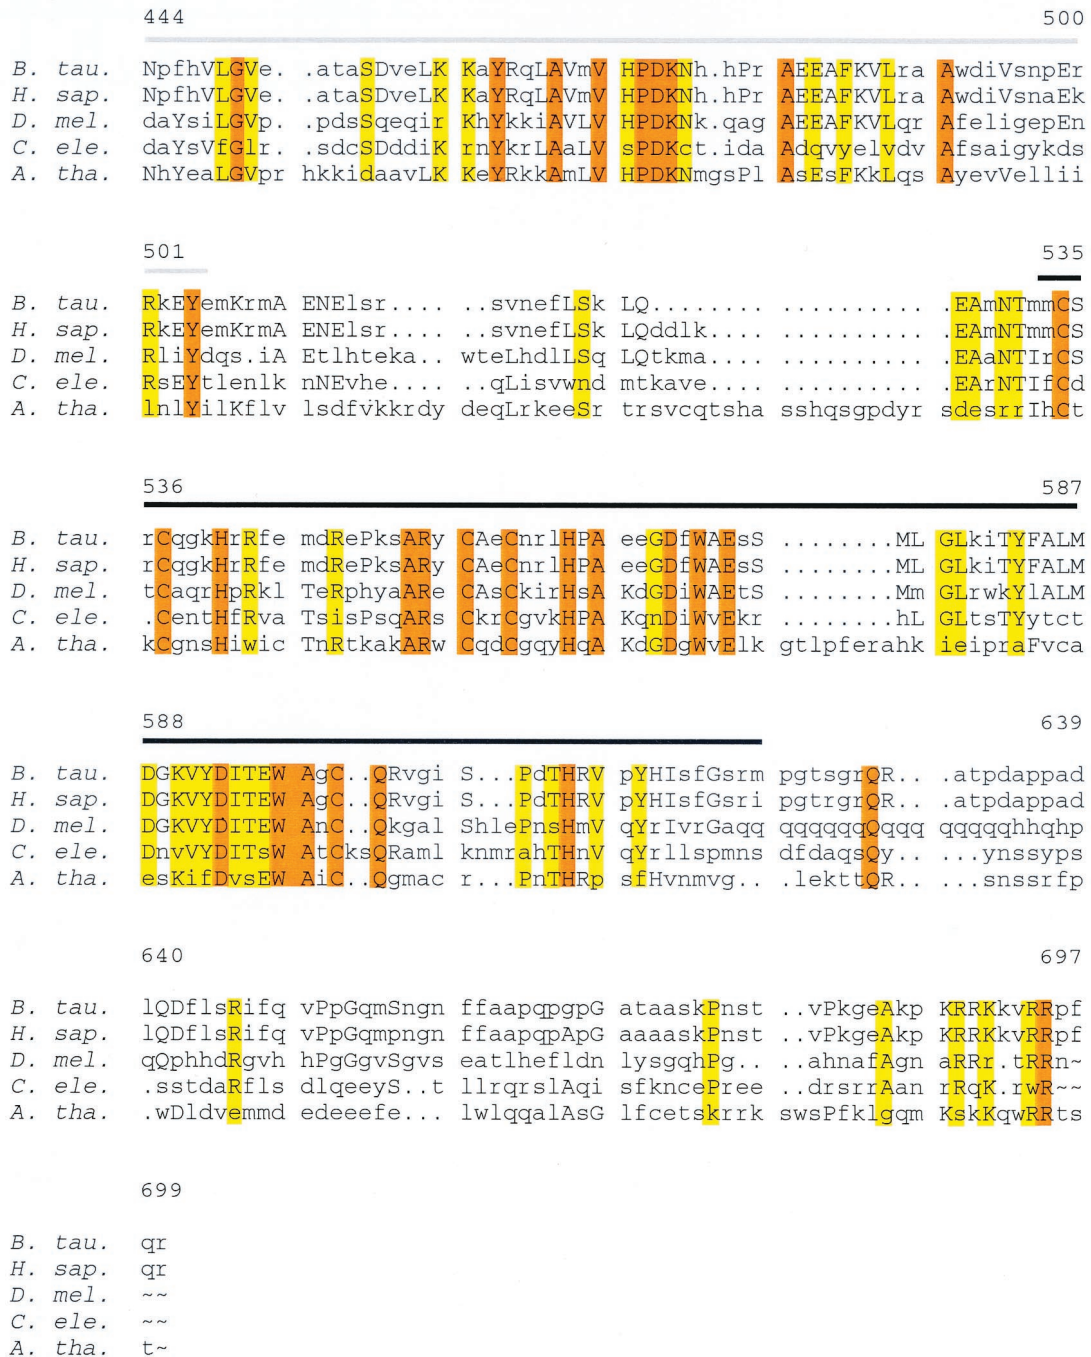 444 500
B. tau. NpfhVLGVe. .ataSDveLK KaYRqLAVmV HPDKNh.hPr AEEAFKVLra AwdiVsnpEr
H. sap. NpfhVLGVe. .ataSDveLK KaYRqLAVmV HPDKNh.hPr AEEAFKVLra AwdiVsnaEk
D. mel. daYsiLGVp. .pdsSqeqir KhYkkiAVLV HPDKNk.qag AEEAFKVLqr AfeligepEn
C. ele. daYsVfGlr. .sdcSDddiK rnYkrLAaLV sPDKct.ida AdqvyelvdV AfsaigykdS
A. tha. NhYeaLGVpr hkkidaavLK KeYRkkAmLV HPDKNmgsPl AsEsFKkLqs AyevVellii
501 535
B. tau. RkEYemKrmA ENElsr.... ..svnefLSk LQ........ .......... .EAmNTmmCS
H. sap. RkEYemKrmA ENElsr.... ..svnefLSk LQddlk.... .......... .EAmNTmmCS
D. mel. RliYdqs.iA Etlhteka.. wteLhdlLSq LQtkma.... .......... .EAaNTIrCS
C. ele. RsEYtlenlk nNEvhe.... ..qLisvwnd mtkave.... .......... .EArNTIfCd
A. tha. lnlYilKflv lsdfvkkrdy deqLrkeeSr trsvcqtsha sshqsgpdyr sdesrrIhCt
536 587
B. tau. rCqgkHrRfe mdRePksARy CAeCnrlHPA eeGDfWAEsS ........ML GLkiTYFALM
H. sap. rCqgkHrRfe mdRePksARy CAeCnrlHPA eeGDfWAEsS ........ML GLkiTYFALM
D. mel. tCaqrHpRkl TeRphyaARe CAsCkirHsA KdGDiWAEtS ........Mm GLrwkYlALM
C. ele. .CentHfRva TsisPsqARs CkrCgvkHPA KqnDiWvEkr ........hL GLtsTYytct
A. tha. kCgnsHiwic TnRtkakARw CqdCgqyHqA KdGDgWvElk gtlpferahk ieipraFvca
588 639
B. tau. DGKVYDITEW AgC..QRvgi S...PdTHRV pYHIsfGsrm pgtsgrQR.. .atpdappad
H. sap. DGKVYDITEW AgC..QRvgi S...PdTHRV pYHIsfGsri pgtrgrQR.. .atpdappad
D. mel. DGKVYDITEW AnC..Qkgal ShlePnsHmV qYrIvrGaqq qqqqqqQqqq qqqqqhhqhp
C. ele. DnvVYDITsW AtCksQRaml knmrahTHnV qYrllspmns dfdaqsQy.. ...ynssyps
A. tha. esKifDvsEW AiC..Qgmac r...PnTHRp sfHvnmvg.. .lekttQR.. ...snssrfp
640 697
B. tau. lQDflsRifq vPpGqmSngn ffaapqpgpG ataaskPnst ..vPkgeAkp KRRKkvRRpf
H. sap. lQDflsRifq vPPGqmpngn ffaapqpApG aaaaskPnst ..vPkgeAkp KRRKkvRRpf
D. mel. qQphhdRgvh hPgGgvSgvs eatlhefldn lysgqhPg.. ..ahnafAgn aRRr.tRRn~
C. ele. .sstdaRfls dlqeeyS..t llrqrslAqi sfkncePree ..drsrrAan rRqK.rwR~~
A. tha. .wDldvemmd edeeefe... lwlqqalAsG lfcetskrrk swsPfklgqm KskKqwRRts
699
B. tau. qr
H. sap. qr
D. mel. ~~
C. ele. ~~
A. tha. t~